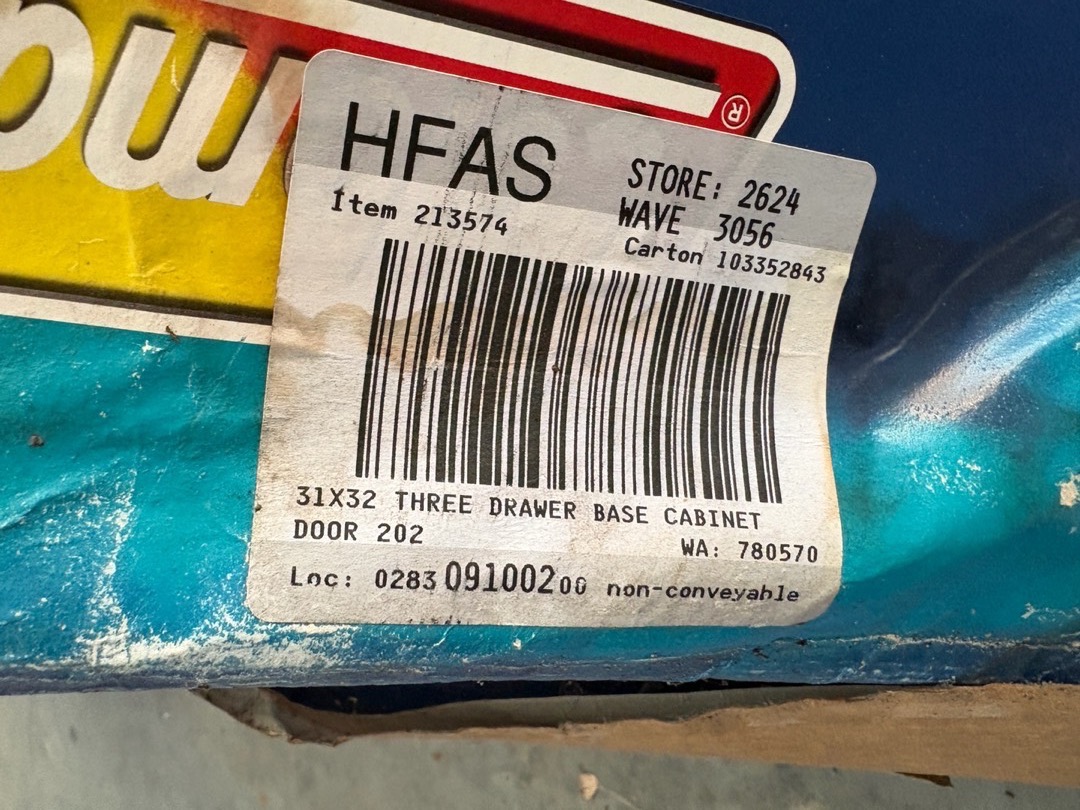 ow
®
HFAS
STORE: 2624
WAVE 3056
Item 213574
Carton 103352843
31X32 THREE DRAWER BASE CABINET
DOOR 202
WA: 780570
Loc: 0283 091002 00 non-conveyable